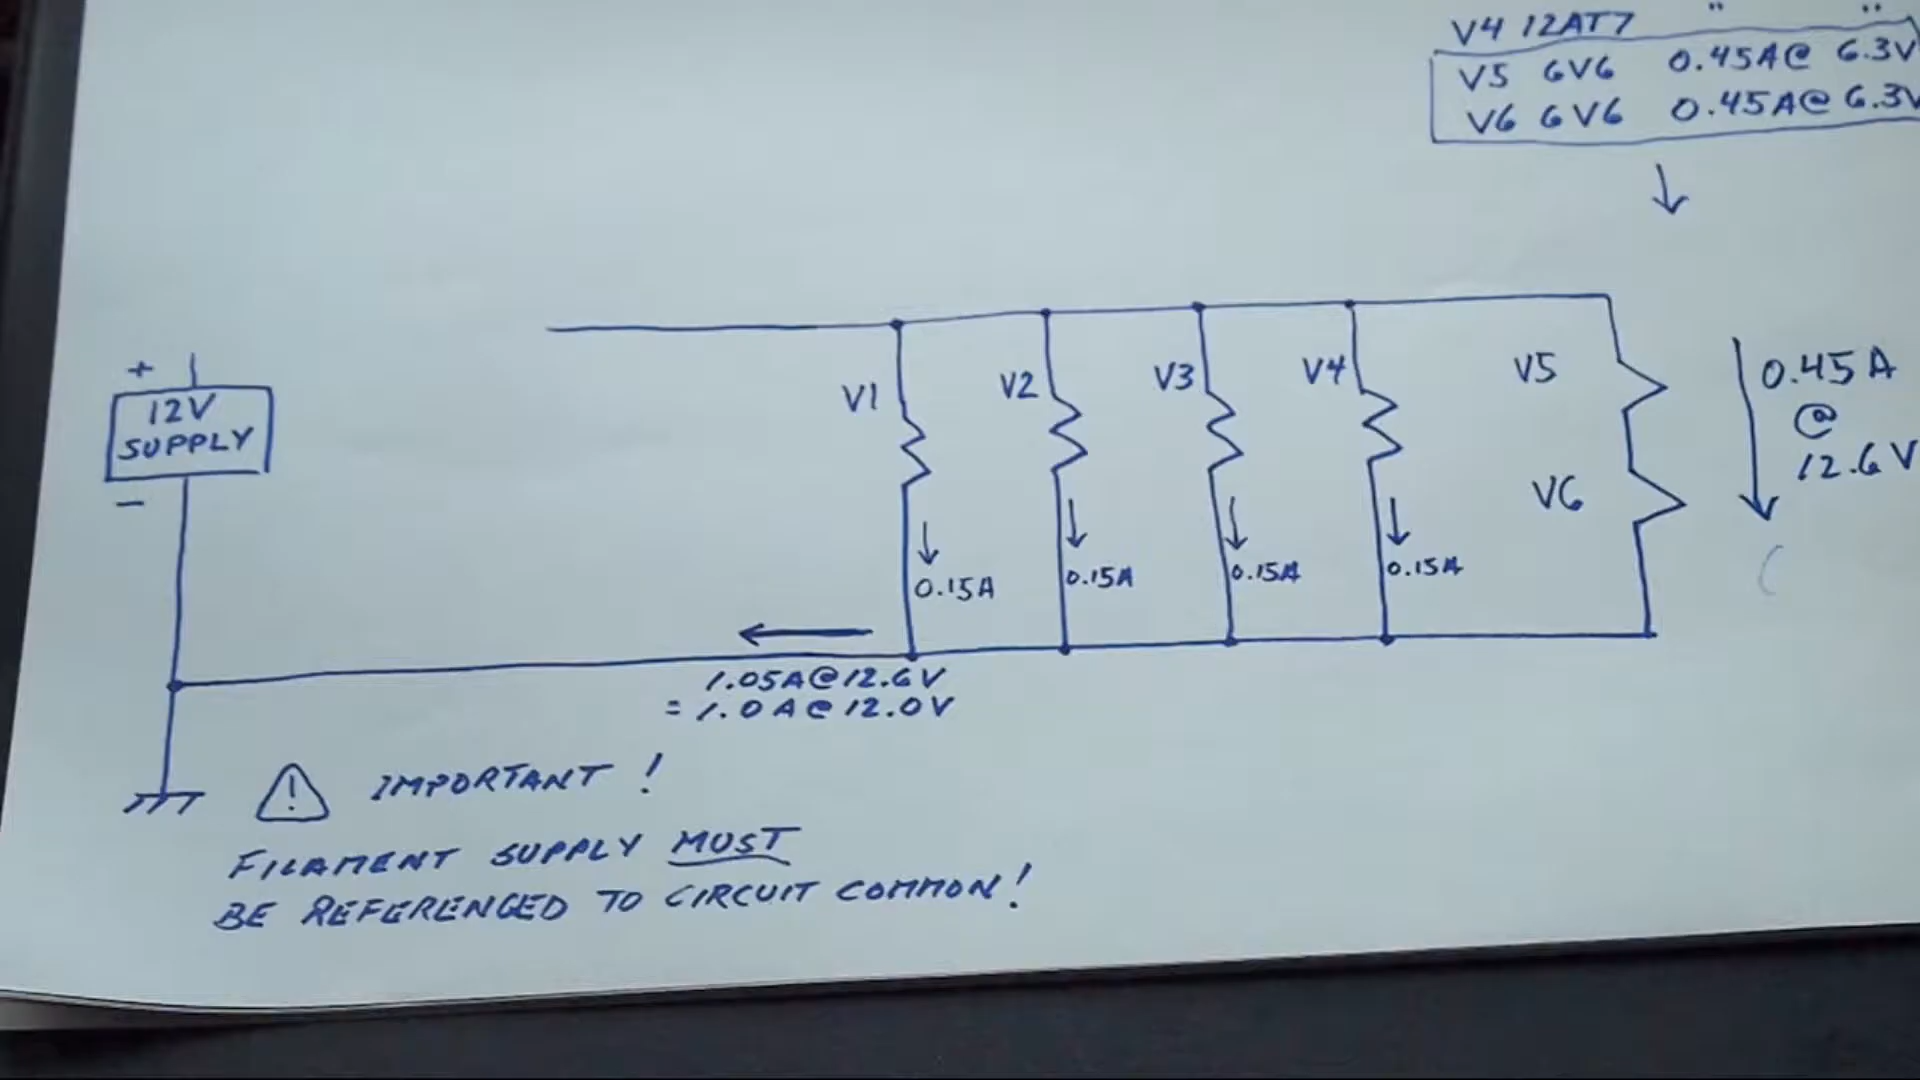 V4 12AT7 " "
V5 6V6 0.45A@ 6.3V
V6 6V6 0.45A@ 6.3V
+
12V
SUPPLY
−
V1
V2
V3
V4
V5
V6
0.45A
@
12.6V
0.15A
0.15A
0.15A
0.15A
1.05A@12.6V
= 1.0A@12.0V
! IMPORTANT!
FILAMENT SUPPLY MUST
BE REFERENCED TO CIRCUIT COMMON!